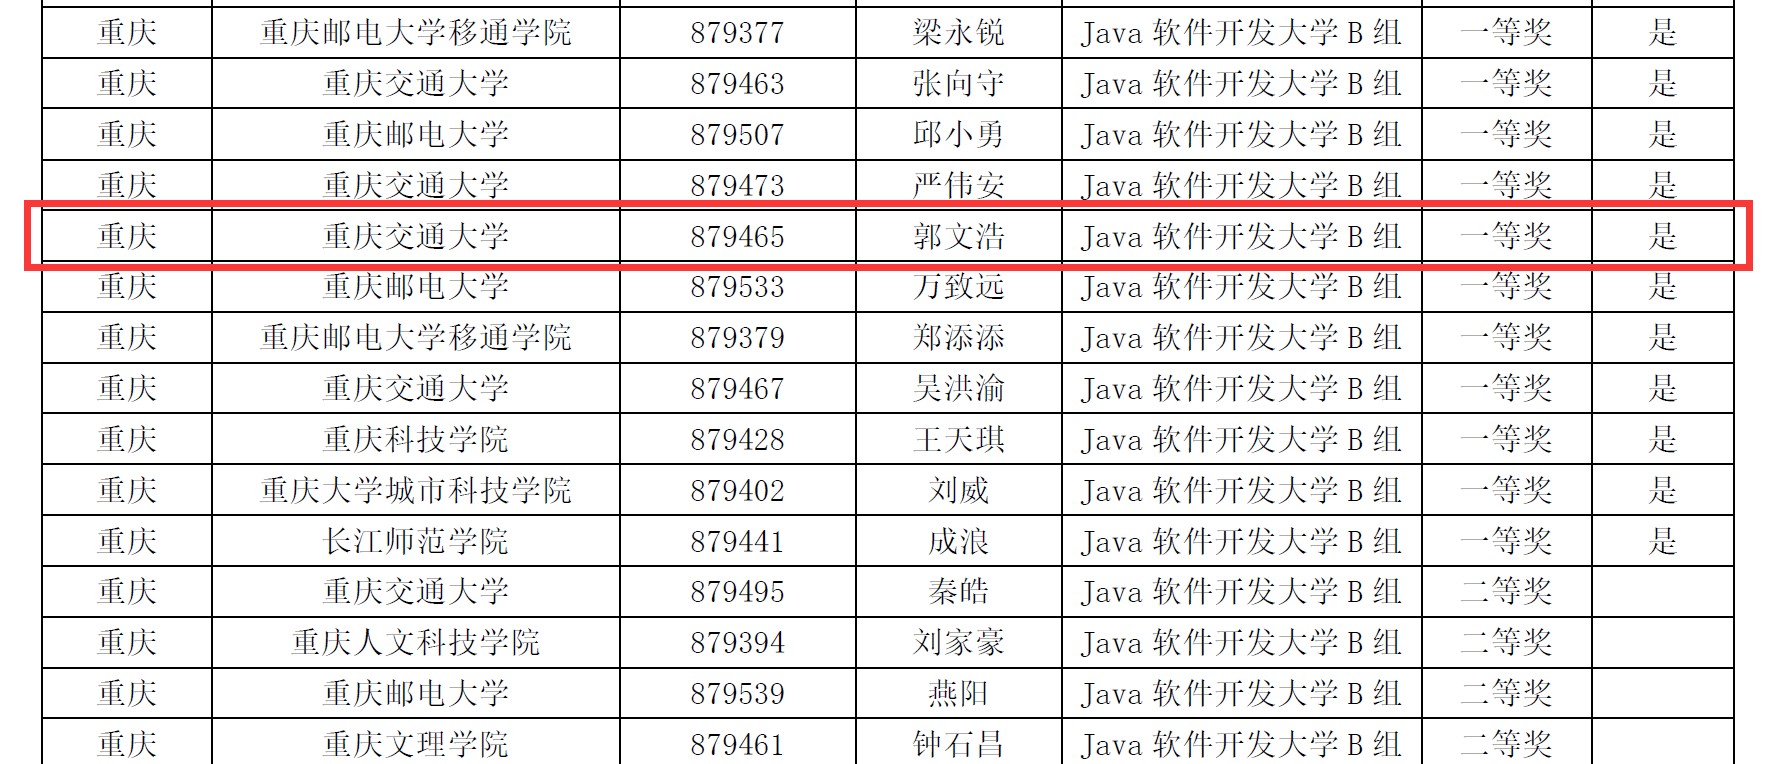 重庆 重庆邮电大学移通学院 879377 梁永锐 Java 软件开发大学 B 组 一等奖 是
重庆 重庆交通大学 879463 张向守 Java 软件开发大学 B 组 一等奖 是
重庆 重庆邮电大学 879507 邱小勇 Java 软件开发大学 B 组 一等奖 是
重庆 重庆交通大学 879473 严伟安 Java 软件开发大学 B 组 一等奖 是
重庆 重庆交通大学 879465 郭文浩 Java 软件开发大学 B 组 一等奖 是
重庆 重庆邮电大学 879533 万致远 Java 软件开发大学 B 组 一等奖 是
重庆 重庆邮电大学移通学院 879379 郑添添 Java 软件开发大学 B 组 一等奖 是
重庆 重庆交通大学 879467 吴洪渝 Java 软件开发大学 B 组 一等奖 是
重庆 重庆科技学院 879428 王天琪 Java 软件开发大学 B 组 一等奖 是
重庆 重庆大学城市科技学院 879402 刘威 Java 软件开发大学 B 组 一等奖 是
重庆 长江师范学院 879441 成浪 Java 软件开发大学 B 组 一等奖 是
重庆 重庆交通大学 879495 秦皓 Java 软件开发大学 B 组 二等奖
重庆 重庆人文科技学院 879394 刘家豪 Java 软件开发大学 B 组 二等奖
重庆 重庆邮电大学 879539 燕阳 Java 软件开发大学 B 组 二等奖
重庆 重庆文理学院 879461 钟石昌 Java 软件开发大学 B 组 二等奖